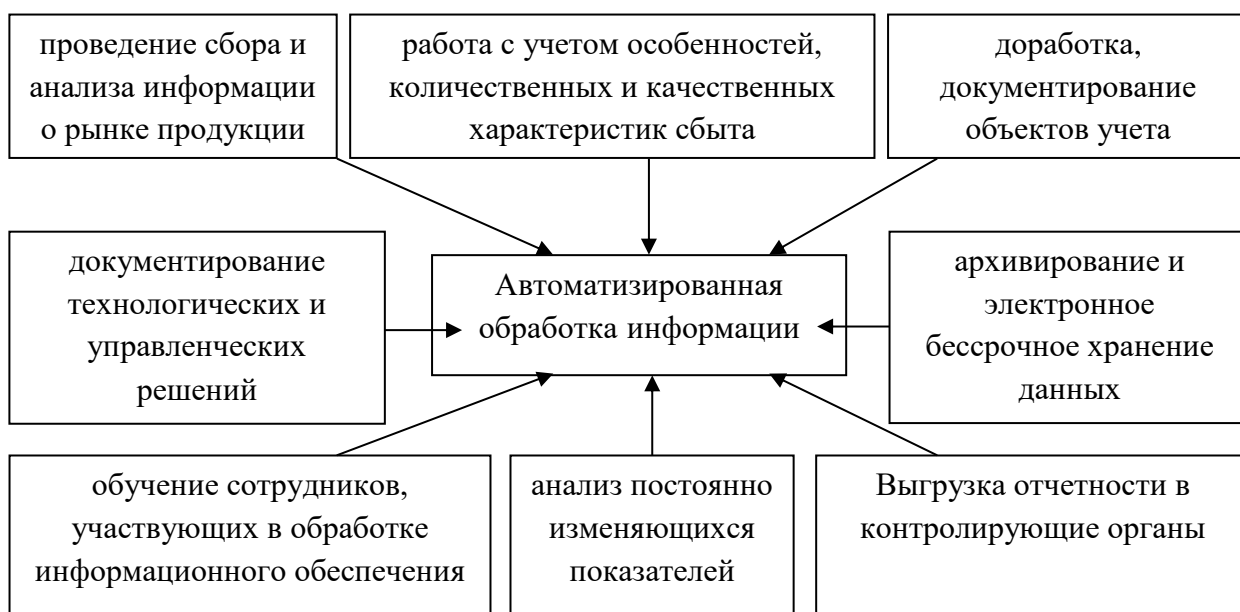 проведение сбора и
анализа информации
о рынке продукции
работа с учетом особенностей,
количественных и качественных
характеристик сбыта
доработка,
документирование
объектов учета
документирование
технологических и
управленческих
решений
Автоматизированная
обработка информации
архивирование и
электронное
бессрочное хранение
данных
обучение сотрудников,
участвующих в обработке
информационного обеспечения
анализ постоянно
изменяющихся
показателей
Выгрузка отчетности в
контролирующие органы